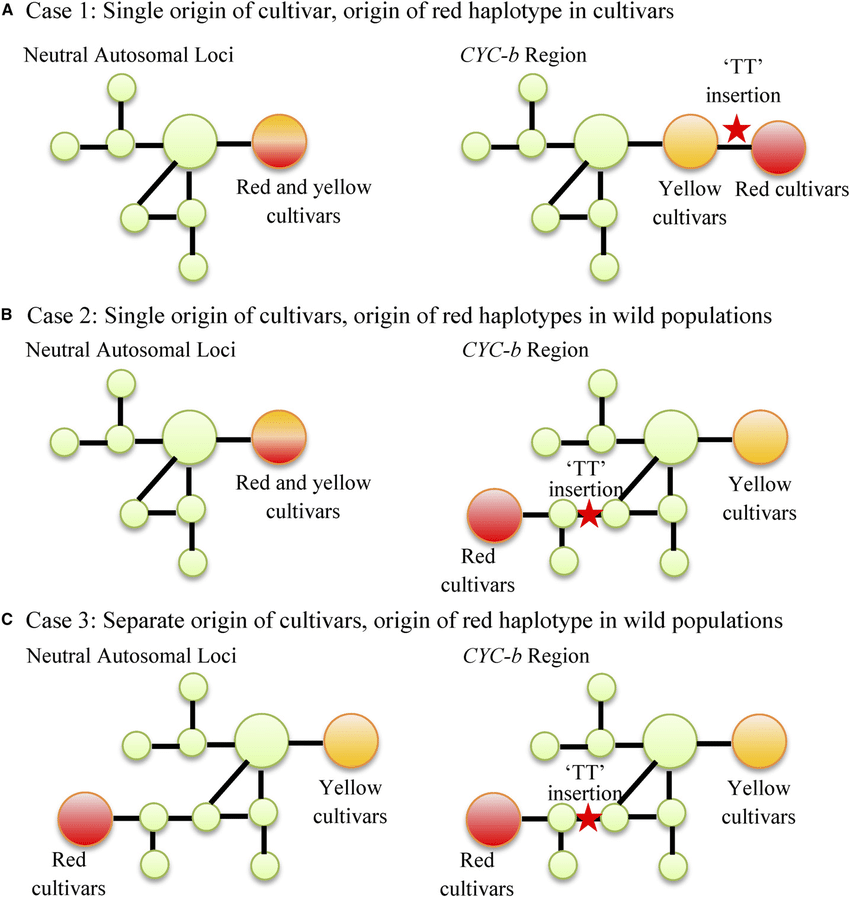 A Case 1: Single origin of cultivar, origin of red haplotype in cultivars
Neutral Autosomal Loci
CYC-b Region
‘TT’
insertion
Red and yellow
cultivars
Yellow
cultivars
Red cultivars
B Case 2: Single origin of cultivars, origin of red haplotypes in wild populations
Neutral Autosomal Loci
CYC-b Region
Red and yellow
cultivars
‘TT’
insertion
Yellow
cultivars
Red
cultivars
C Case 3: Separate origin of cultivars, origin of red haplotype in wild populations
Neutral Autosomal Loci
CYC-b Region
Yellow
cultivars
Red
cultivars
‘TT’
insertion
Yellow
cultivars
Red
cultivars